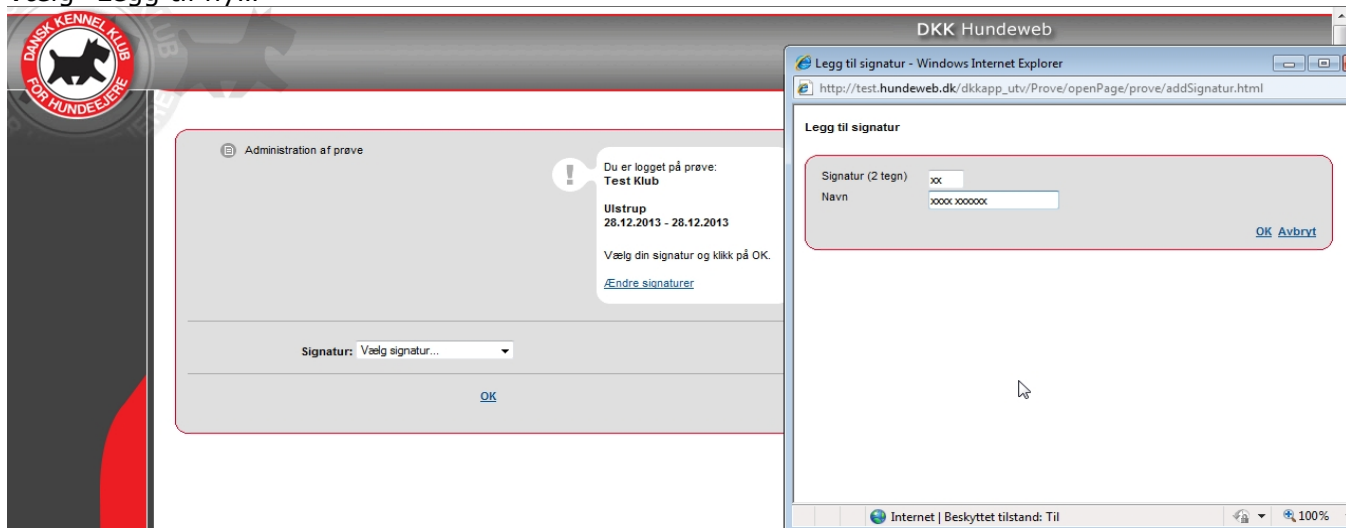 DANSK KENNEL KLUB
FOR HUNDEEJERE
DKK Hundeweb
Administration af prøve
Du er logget på prøve:
Test Klub
Ulstrup
28.12.2013 - 28.12.2013
Vælg din signatur og klikk på OK.
Ændre signaturer
Signatur: Vælg signatur...
OK
Legg til signatur - Windows Internet Explorer
http://test.hundeweb.dk/dkkapp_utv/Prove/openPage/prove/addSignatur.html
Legg til signatur
Signatur (2 tegn) xx
Navn xxxx xxxxxx
OK Avbryt
Internet | Beskyttet tilstand: Til
100%